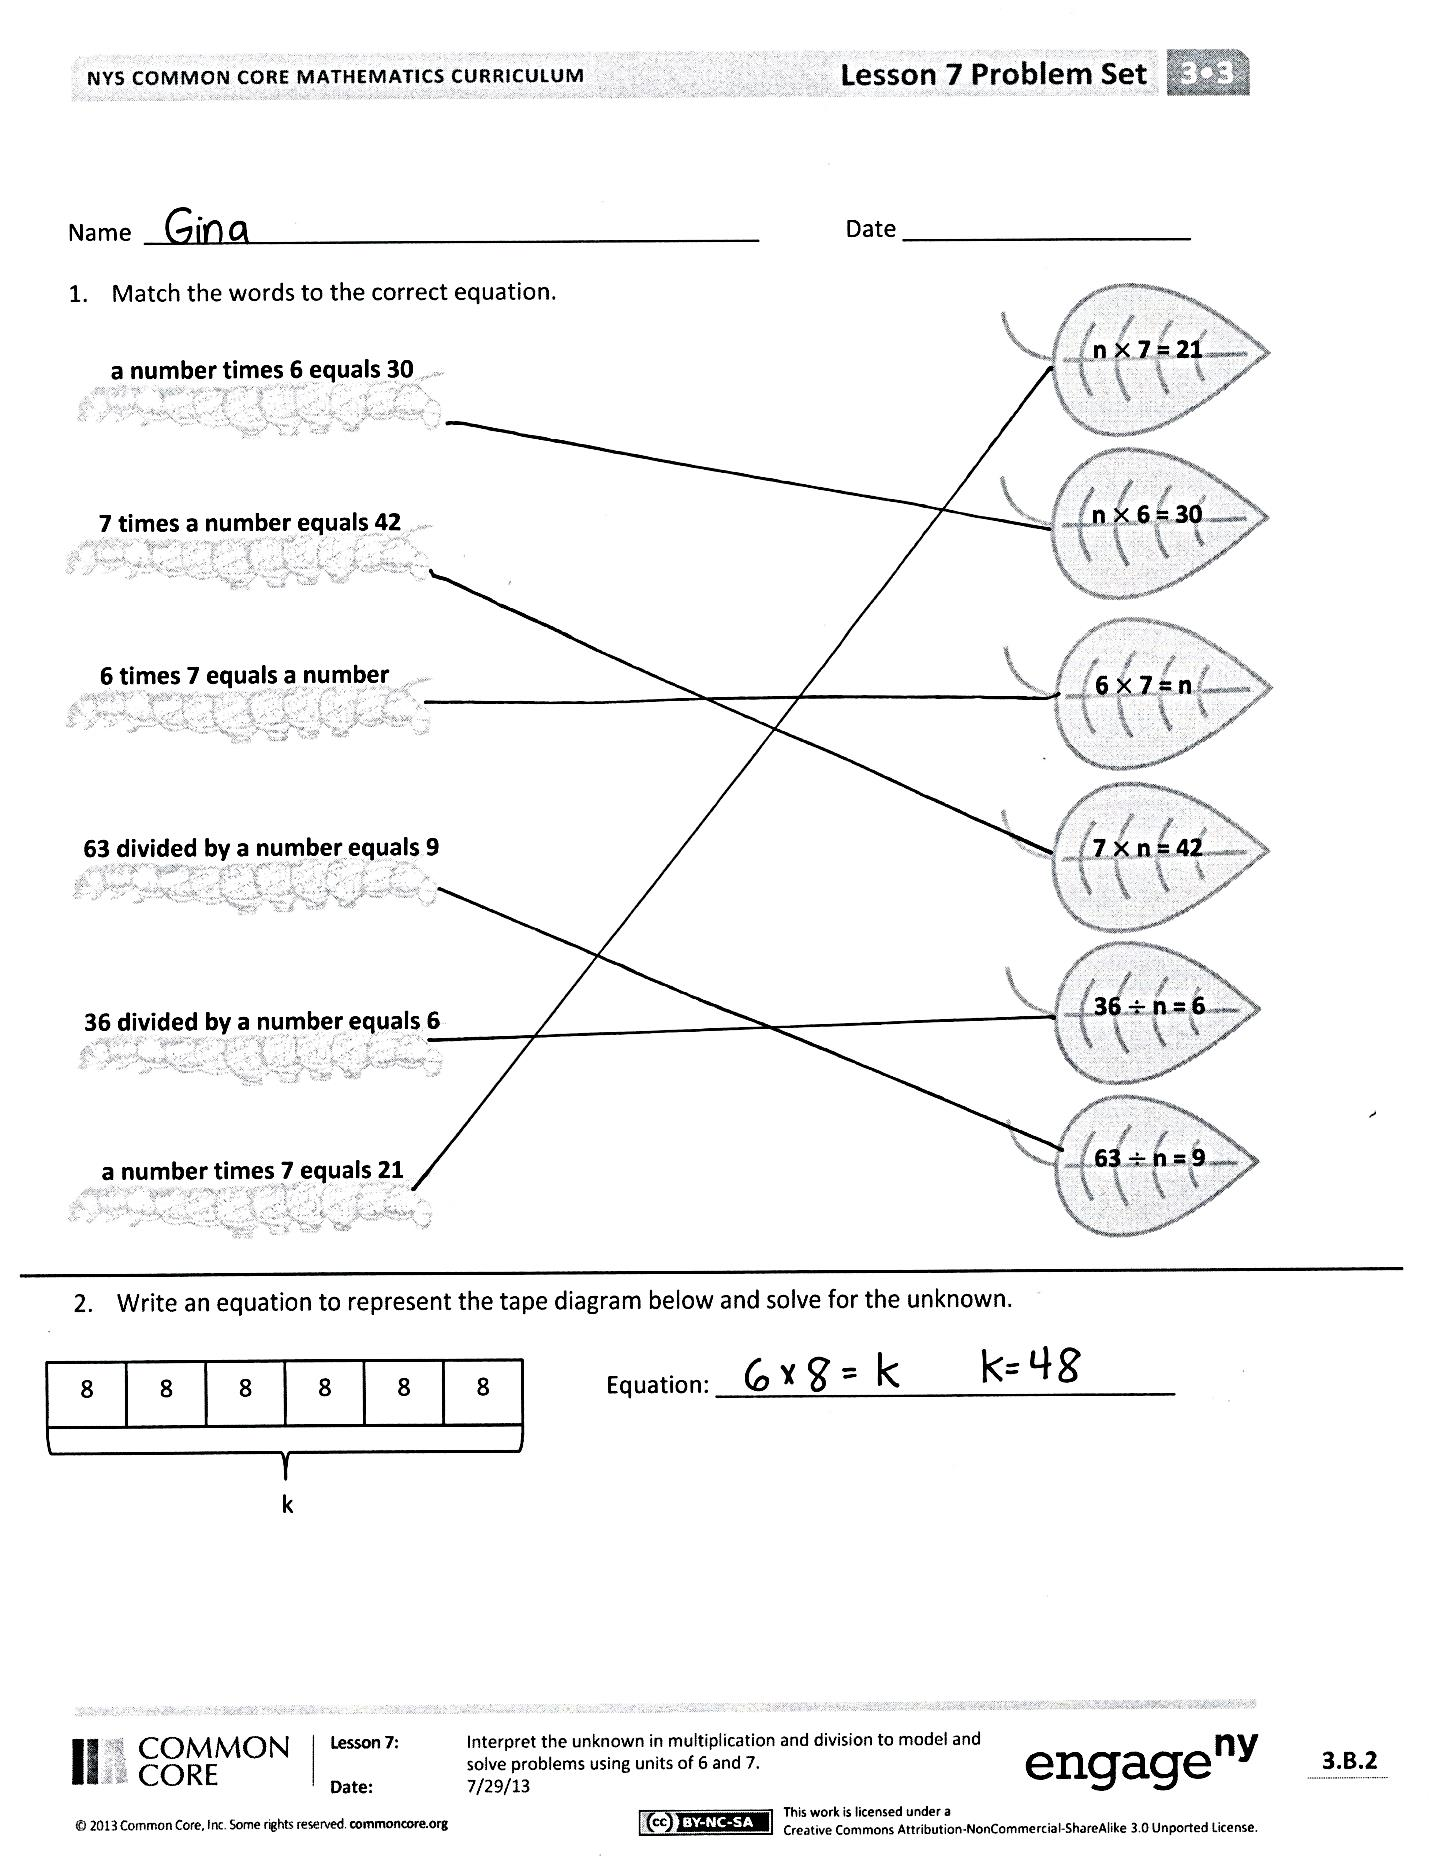 NYS COMMON CORE MATHEMATICS CURRICULUM Lesson 7 Problem Set 3•3
Name Gina Date
1. Match the words to the correct equation.
a number times 6 equals 30
n × 7 = 21
7 times a number equals 42
n × 6 = 30
6 times 7 equals a number
6 × 7 = n
63 divided by a number equals 9
7 × n = 42
36 divided by a number equals 6
36 ÷ n = 6
a number times 7 equals 21
63 ÷ n = 9
2. Write an equation to represent the tape diagram below and solve for the unknown.
8 8 8 8 8 8
Equation: 6 × 8 = k k = 48
k
COMMON CORE
Lesson 7: Interpret the unknown in multiplication and division to model and
solve problems using units of 6 and 7.
Date: 7/29/13
engage ny
3.B.2
© 2013 Common Core, Inc. Some rights reserved. commoncore.org
(cc) BY-NC-SA
This work is licensed under a
Creative Commons Attribution-NonCommercial-ShareAlike 3.0 Unported License.